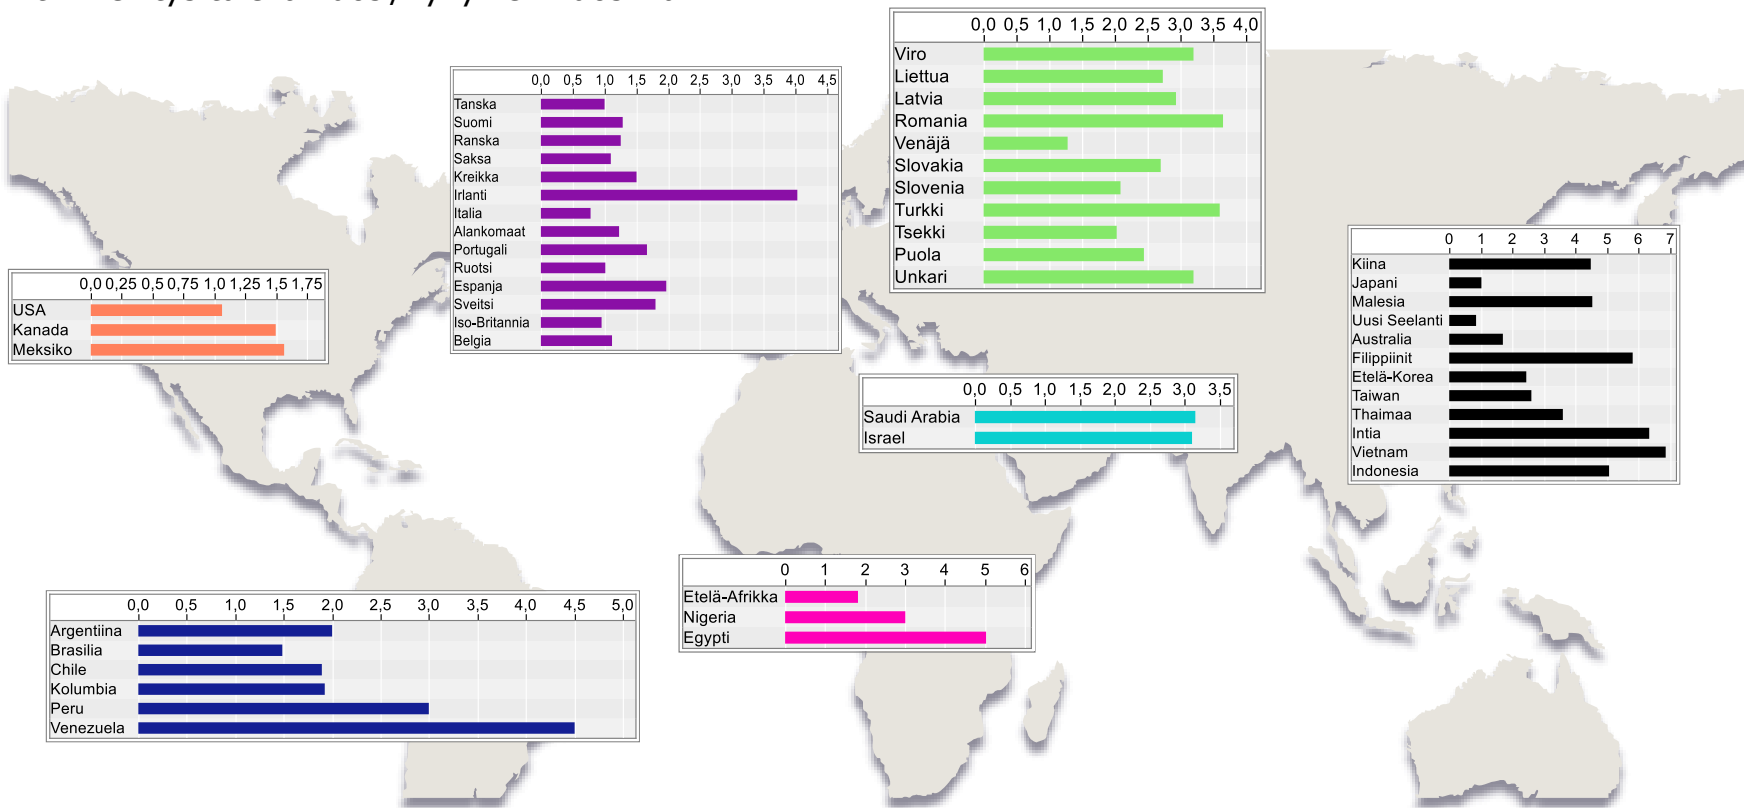 0,0 0,5 1,0 1,5 2,0 2,5 3,0 3,5 4,0
Viro
Liettua
Latvia
Romania
Venäjä
Slovakia
Slovenia
Turkki
Tsekki
Puola
Unkari
0,0 0,5 1,0 1,5 2,0 2,5 3,0 3,5 4,0 4,5
Tanska
Suomi
Ranska
Saksa
Kreikka
Irlanti
Italia
Alankomaat
Portugali
Ruotsi
Espanja
Sveitsi
Iso-Britannia
Belgia
0,0 0,25 0,5 0,75 1,0 1,25 1,5 1,75
USA
Kanada
Meksiko
0 1 2 3 4 5 6 7
Kiina
Japani
Malesia
Uusi Seelanti
Australia
Filippiinit
Etelä-Korea
Taiwan
Thaimaa
Intia
Vietnam
Indonesia
0,0 0,5 1,0 1,5 2,0 2,5 3,0 3,5
Saudi Arabia
Israel
0 1 2 3 4 5 6
Etelä-Afrikka
Nigeria
Egypti
0,0 0,5 1,0 1,5 2,0 2,5 3,0 3,5 4,0 4,5 5,0
Argentiina
Brasilia
Chile
Kolumbia
Peru
Venezuela